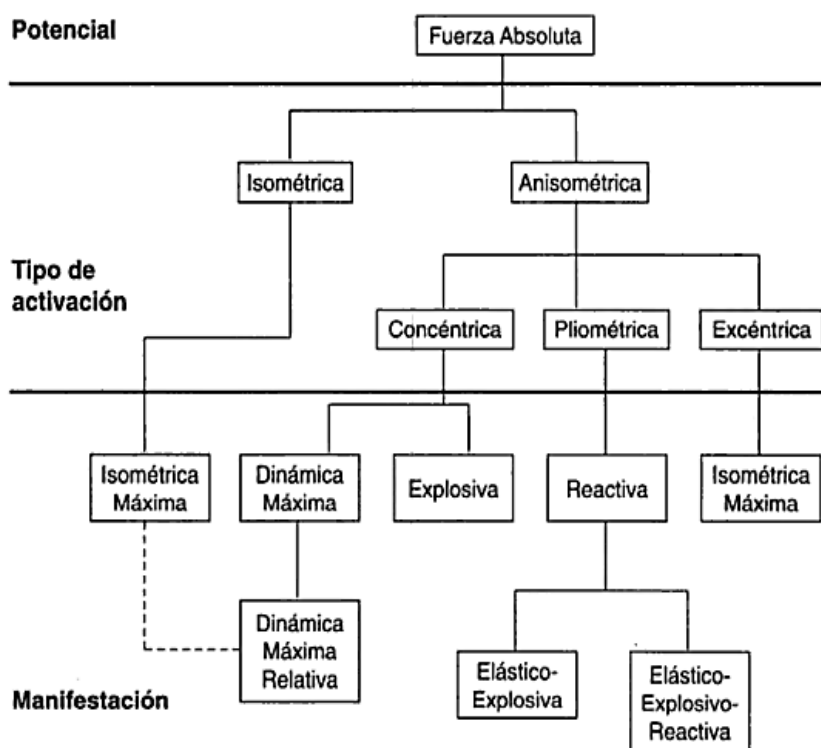 Potencial
Fuerza Absoluta
Isométrica
Anisométrica
Tipo de
activación
Concéntrica
Pliométrica
Excéntrica
Isométrica
Máxima
Dinámica
Máxima
Explosiva
Reactiva
Isométrica
Máxima
Dinámica
Máxima
Relativa
Elástico-
Explosiva
Elástico-
Explosivo-
Reactiva
Manifestación